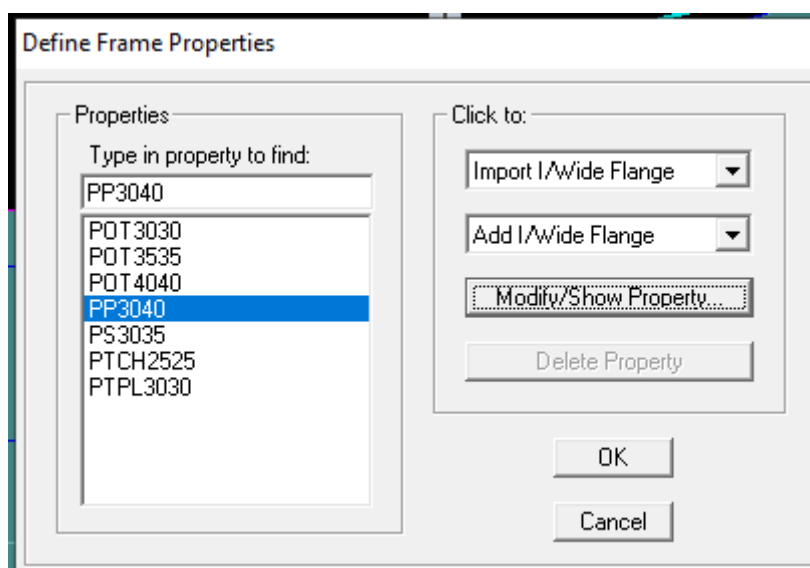 Define Frame Properties
Properties
Type in property to find:
PP3040
POT3030
POT3535
POT4040
PP3040
PS3035
PTCH2525
PTPL3030
Click to:
Import I/Wide Flange
Add I/Wide Flange
Modify/Show Property...
Delete Property
OK
Cancel